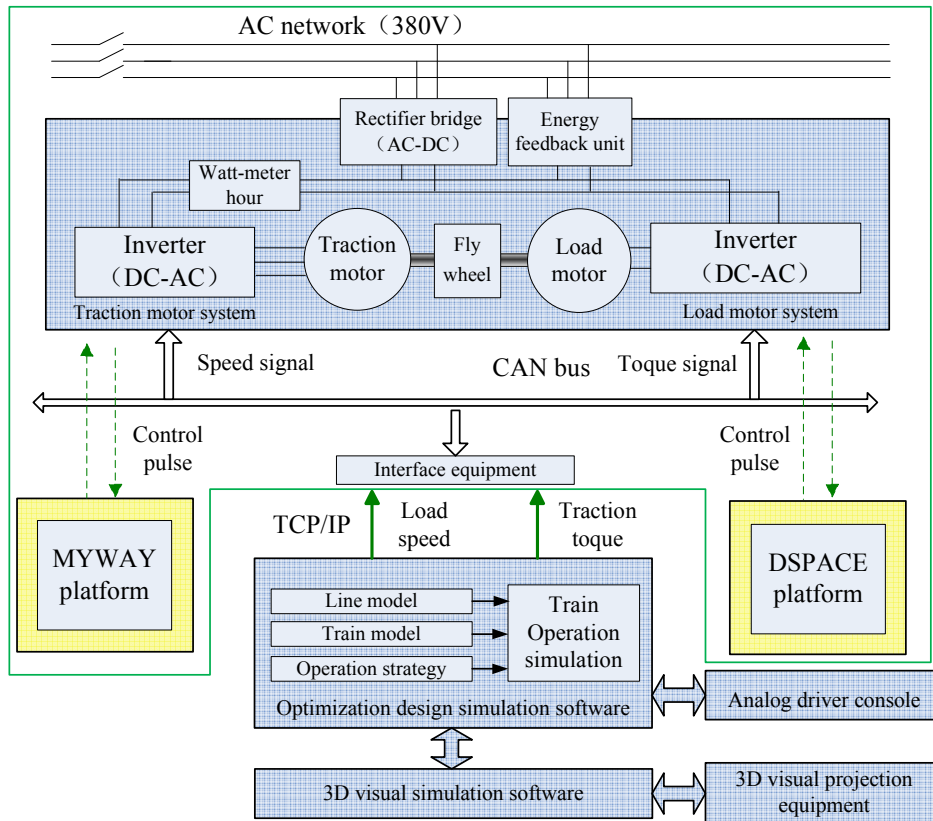 AC network（380V）
Rectifier bridge
（AC-DC）
Energy
feedback unit
Watt-meter
hour
Inverter
（DC-AC）
Traction
motor
Fly
wheel
Load
motor
Inverter
（DC-AC）
Traction motor system
Load motor system
Speed signal
CAN bus
Toque signal
Control
pulse
Control
pulse
Interface equipment
TCP/IP
Load
speed
Traction
toque
MYWAY
platform
DSPACE
platform
Line model
Train model
Operation strategy
Train
Operation
simulation
Optimization design simulation software
Analog driver console
3D visual simulation software
3D visual projection
equipment